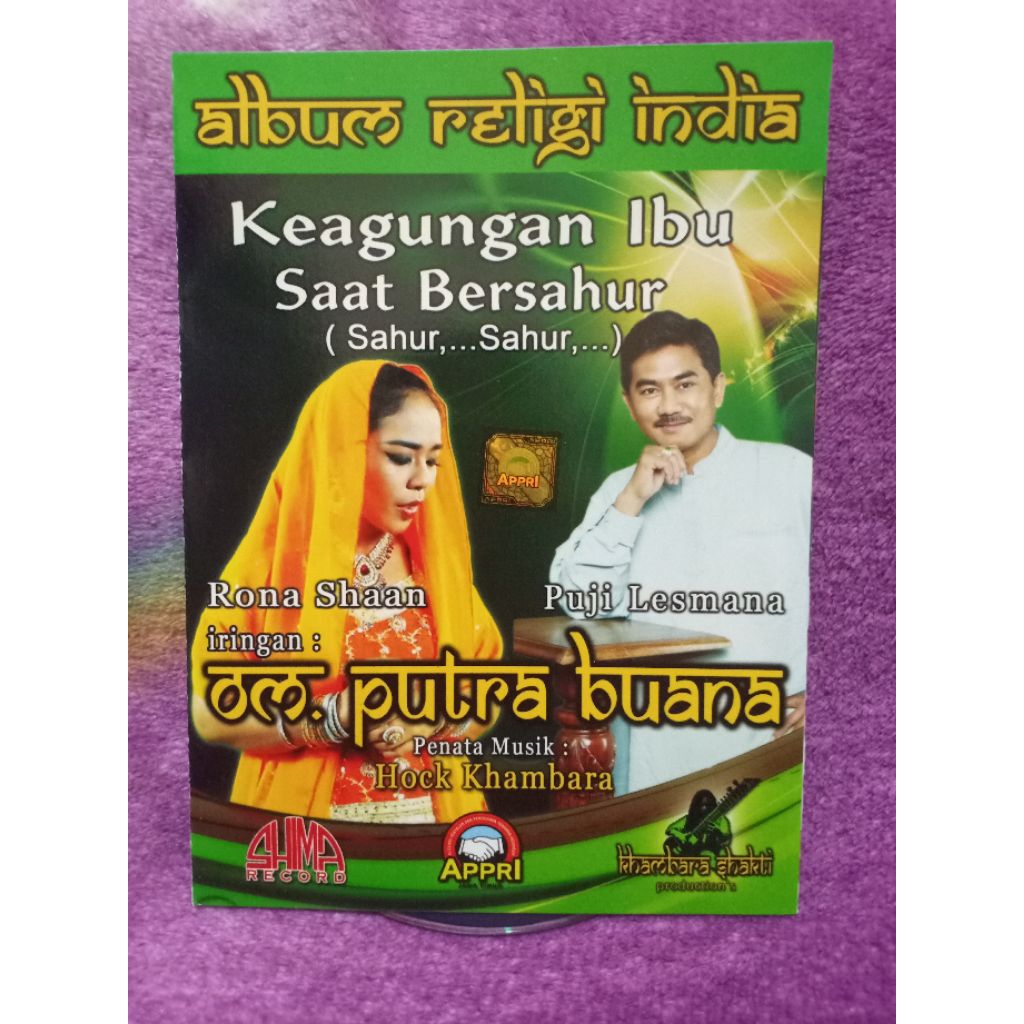 album religi india
Keagungan Ibu
Saat Bersahur
( Sahur,...Sahur,...)
APPRI
Rona Shaan
Puji Lesmana
iringan :
om. putra buana
Penata Musik :
Hock Khambara
SHIMA
RECORD
APPRI
khambara shakti
production's